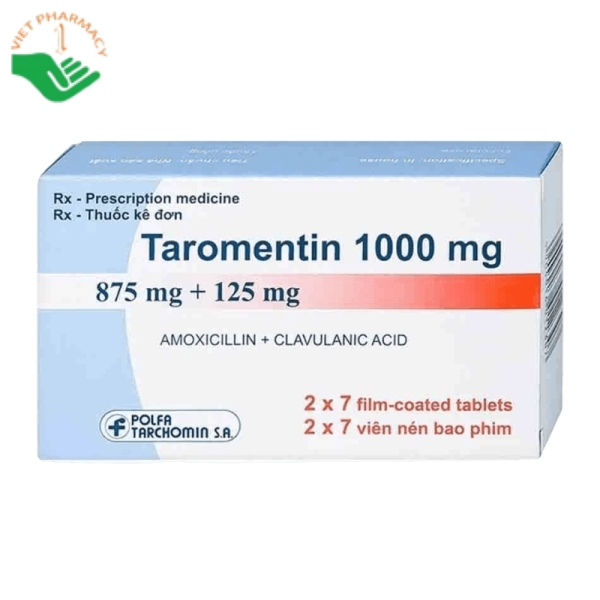 VIET PHARMACY
Rx - Prescription medicine
Rx - Thuốc kê đơn
Taromentin 1000 mg
875 mg + 125 mg
AMOXICILLIN + CLAVULANIC ACID
2 x 7 film-coated tablets
2 x 7 viên nén bao phim
POLFA
TARCHOMIN S.A.